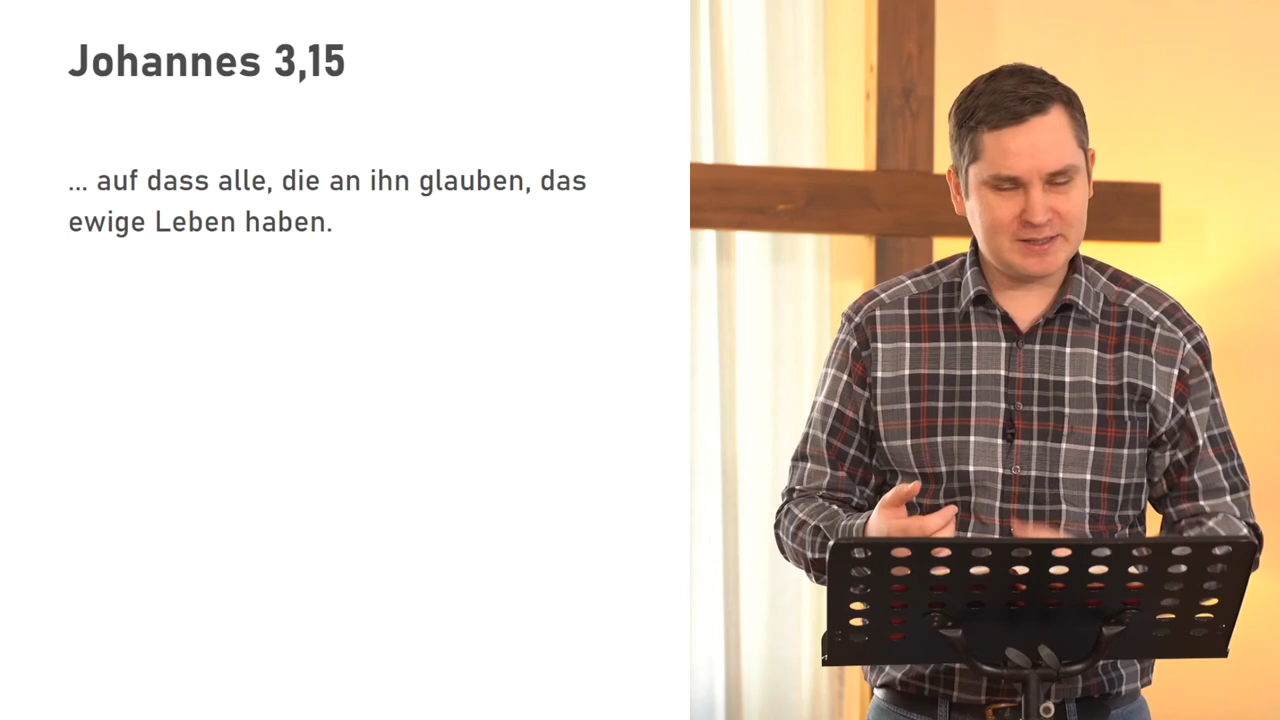 Johannes 3,15
... auf dass alle, die an ihn glauben, das
ewige Leben haben.